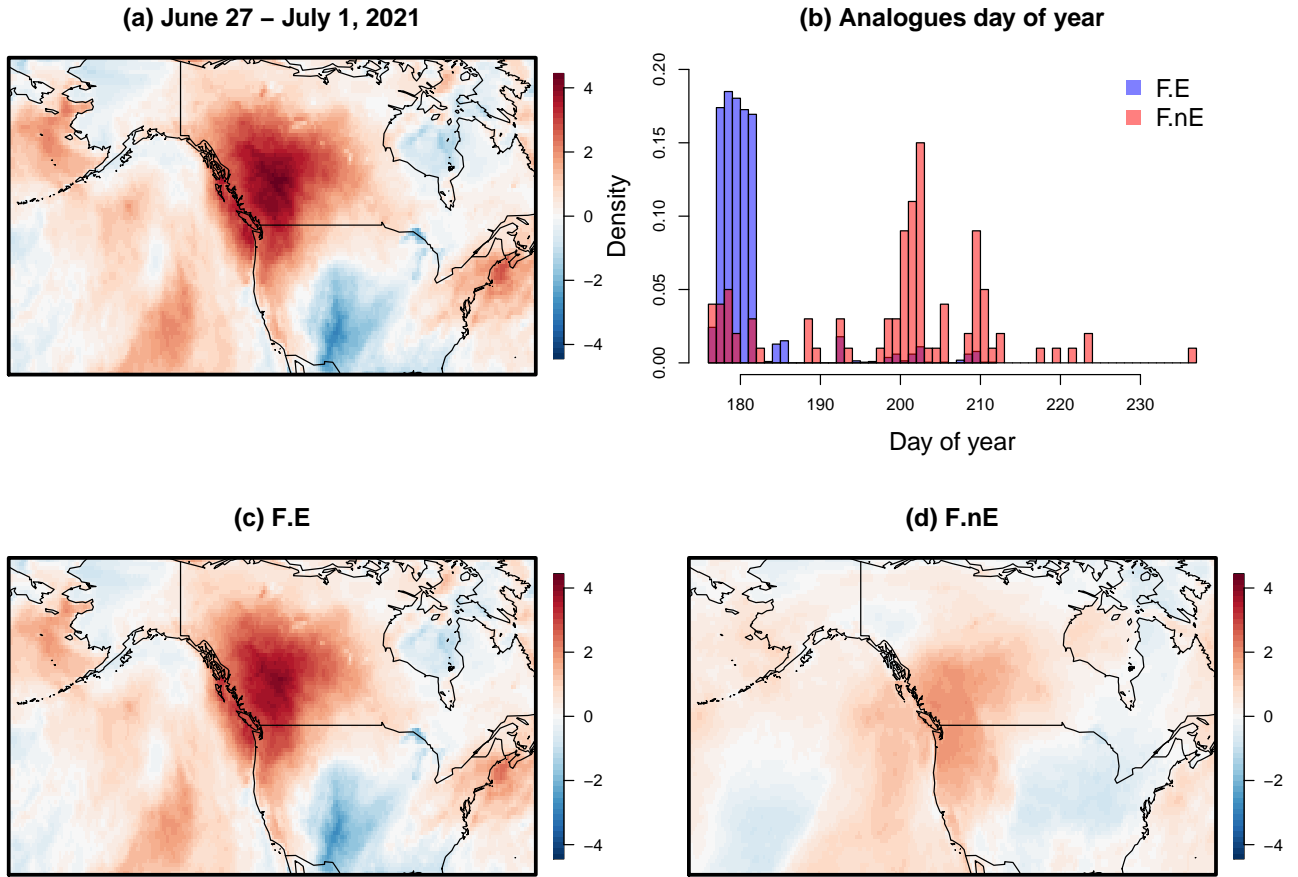 (a) June 27 − July 1, 2021
4
2
0
−2
−4
(b) Analogues day of year
0.20
0.15
0.10
0.05
0.00
Density
F.E
F.nE
180 190 200 210 220 230
Day of year
(c) F.E
4
2
0
−2
−4
(d) F.nE
4
2
0
−2
−4